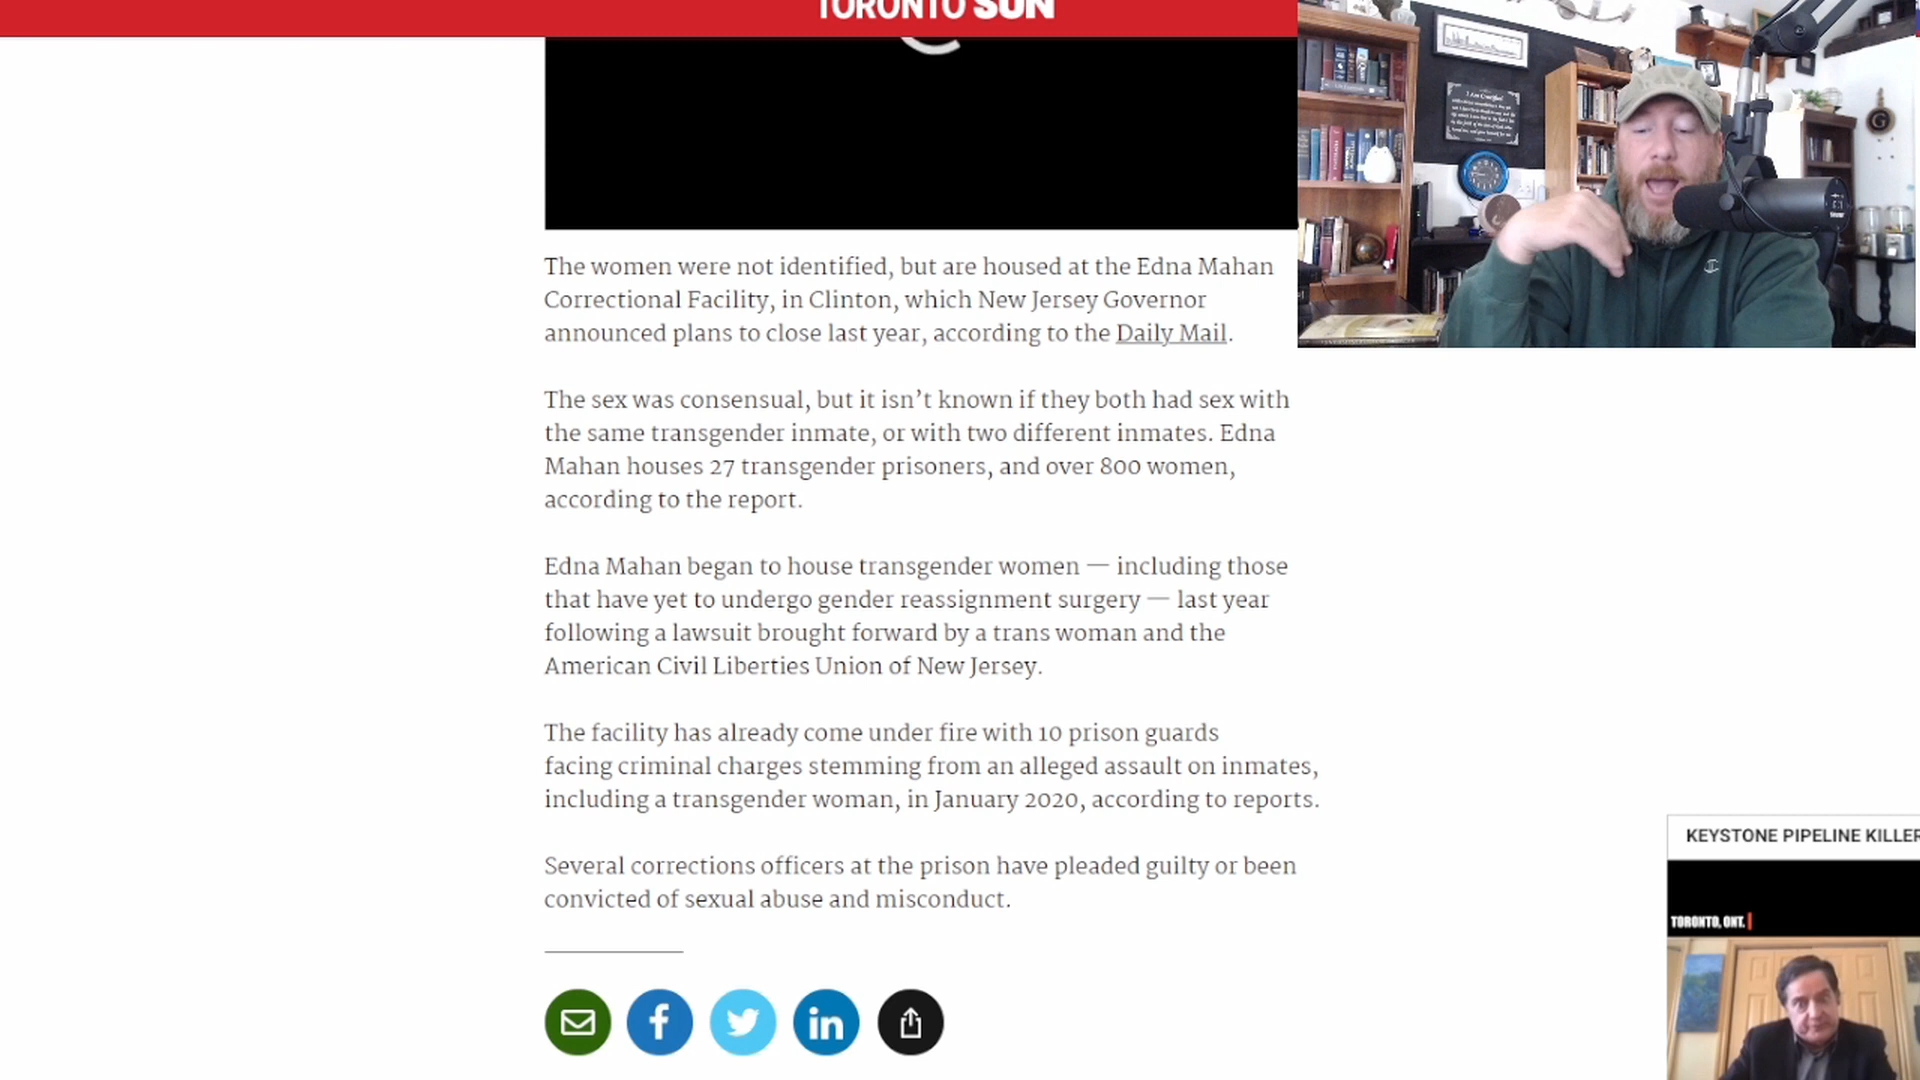 TORONTO SUN
The women were not identified, but are housed at the Edna Mahan
Correctional Facility, in Clinton, which New Jersey Governor
announced plans to close last year, according to the Daily Mail.
The sex was consensual, but it isn’t known if they both had sex with
the same transgender inmate, or with two different inmates. Edna
Mahan houses 27 transgender prisoners, and over 800 women,
according to the report.
Edna Mahan began to house transgender women — including those
that have yet to undergo gender reassignment surgery — last year
following a lawsuit brought forward by a trans woman and the
American Civil Liberties Union of New Jersey.
The facility has already come under fire with 10 prison guards
facing criminal charges stemming from an alleged assault on inmates,
including a transgender woman, in January 2020, according to reports.
Several corrections officers at the prison have pleaded guilty or been
convicted of sexual abuse and misconduct.
KEYSTONE PIPELINE KILLER
TORONTO, ONT.
I Am Crucified
G